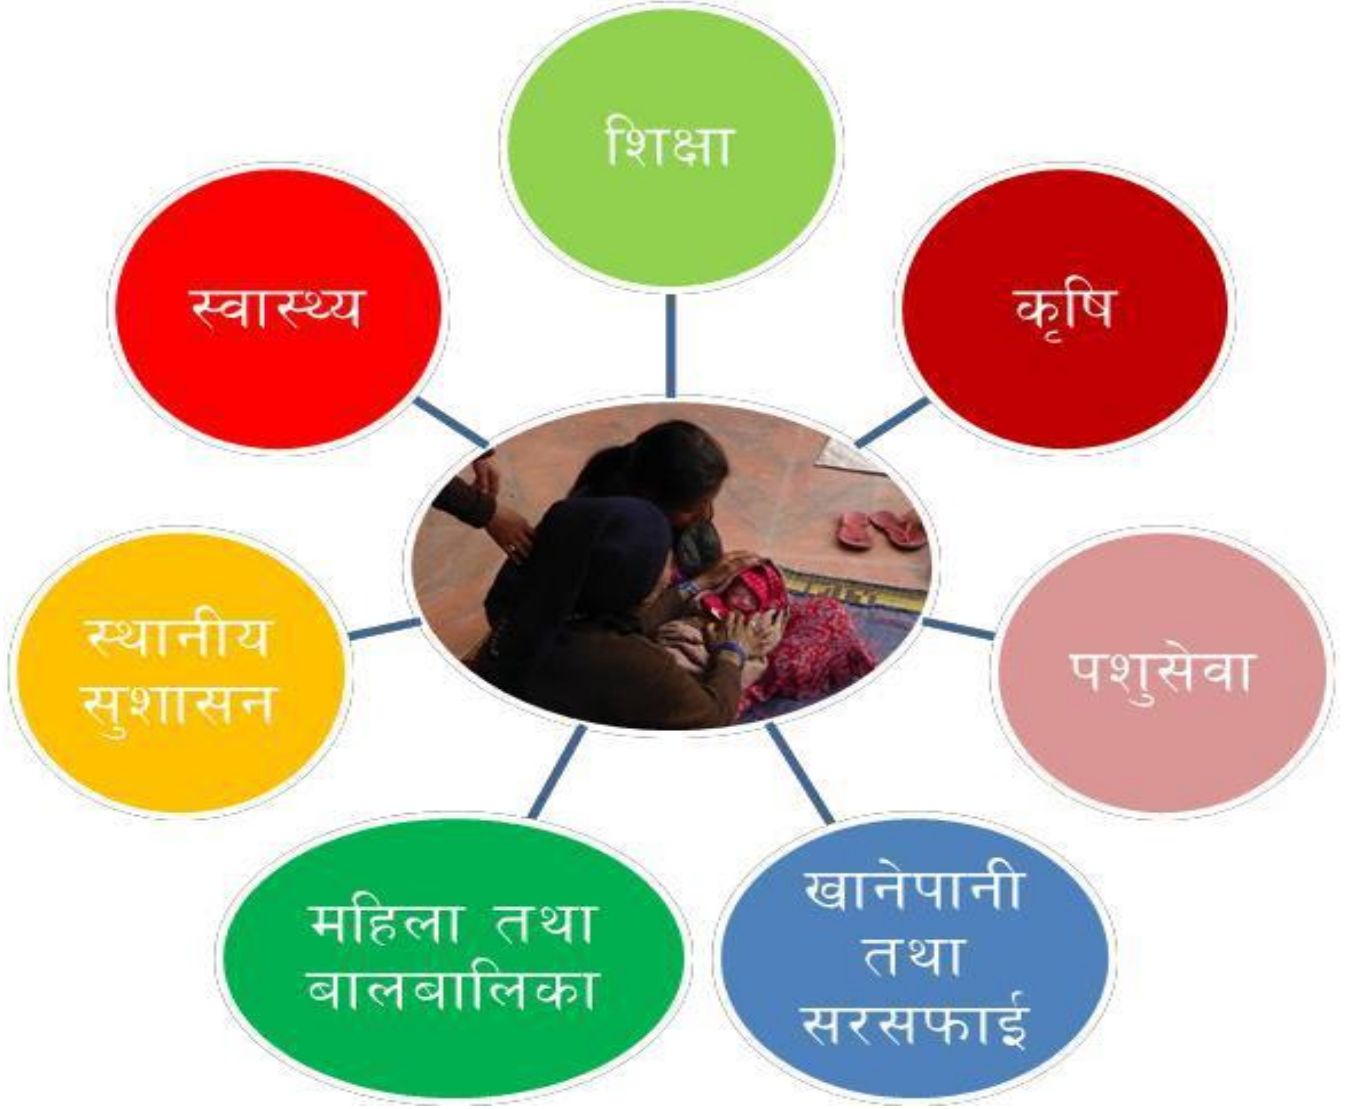 शिक्षा
कृषि
पशुसेवा
खानेपानी
तथा
सरसफाई
महिला तथा
बालबालिका
स्थानीय
सुशासन
स्वास्थ्य